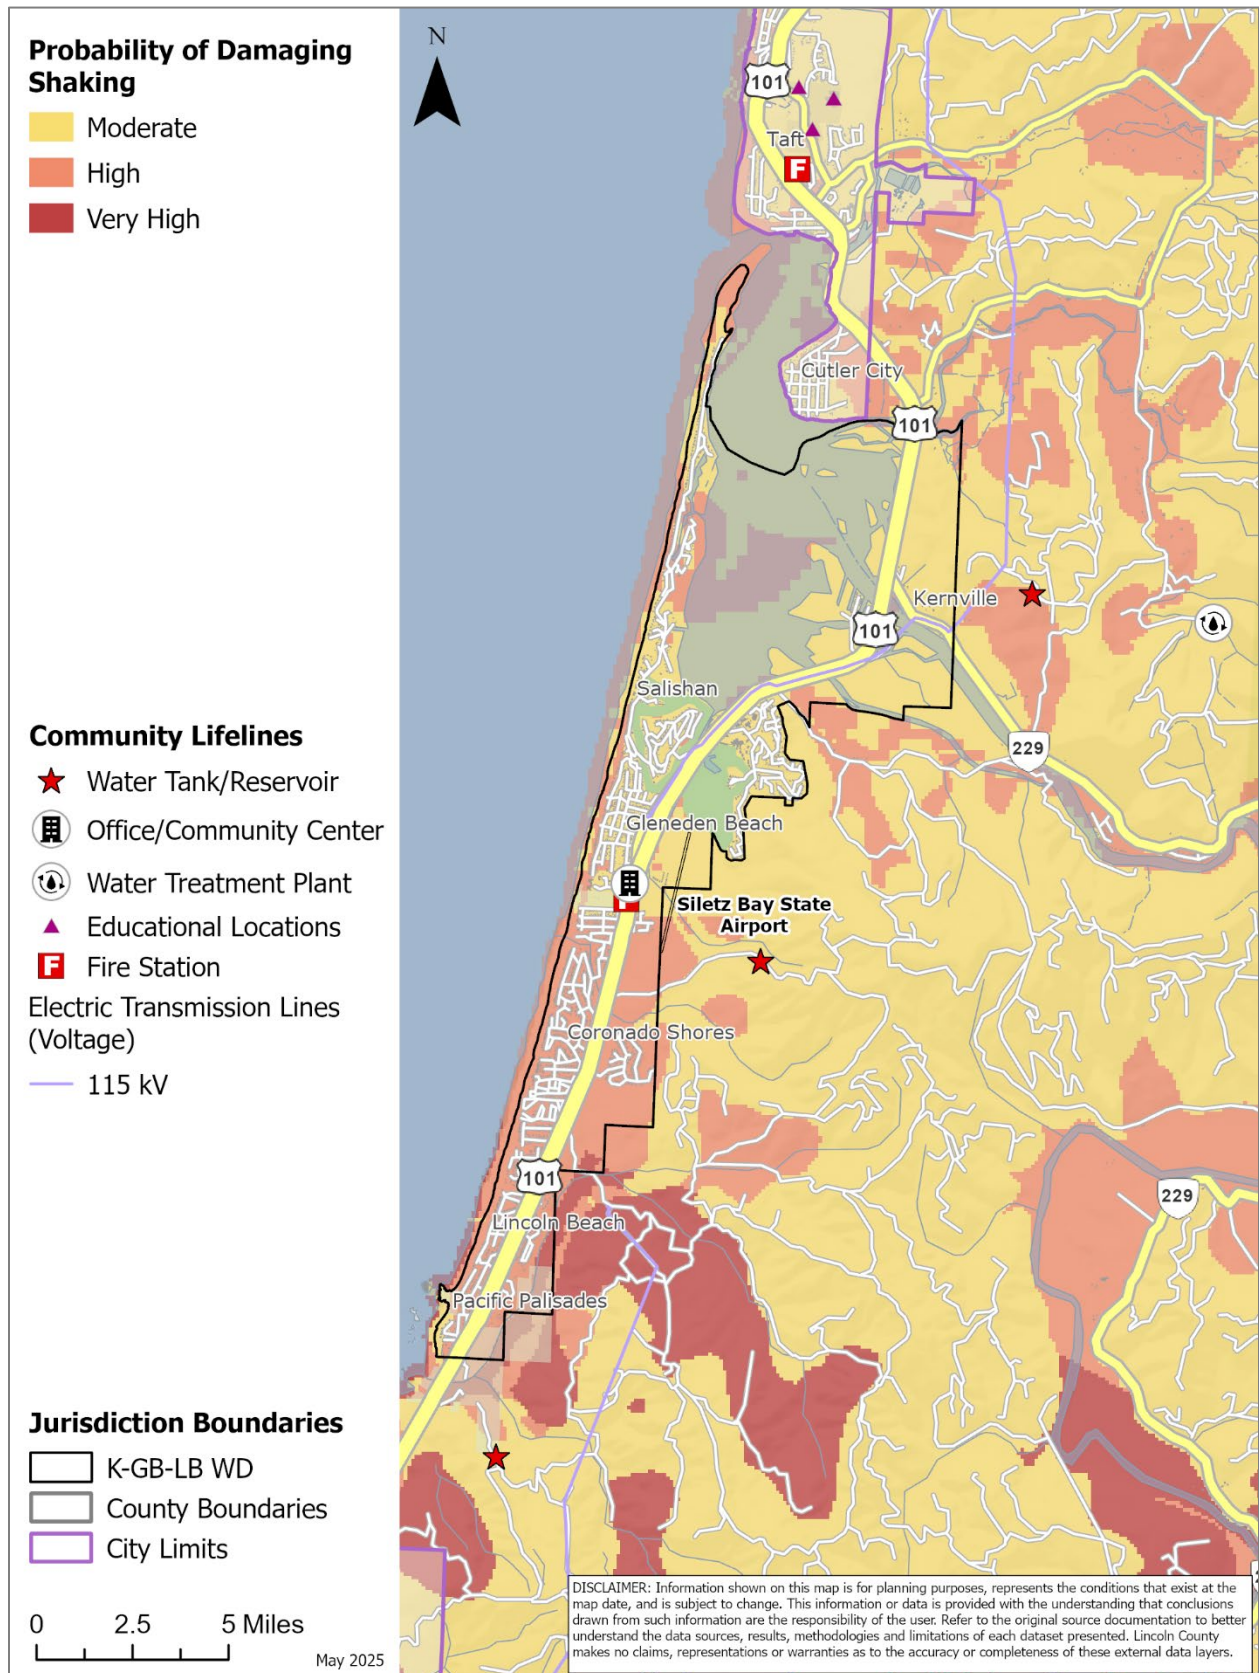 Probability of Damaging
Shaking
Moderate
High
Very High
Community Lifelines
Water Tank/Reservoir
Office/Community Center
Water Treatment Plant
Educational Locations
F
Fire Station
Electric Transmission Lines
(Voltage)
115 kV
Jurisdiction Boundaries
K-GB-LB WD
County Boundaries
City Limits
0 2.5 5 Miles
May 2025
N
101
Taft
F
Cutler City
101
Kernville
101
Salishan
229
Gleneden Beach
Siletz Bay State
Airport
Coronado Shores
101
229
Lincoln Beach
Pacific Palisades
DISCLAIMER: Information shown on this map is for planning purposes, represents the conditions that exist at the
map date, and is subject to change. This information or data is provided with the understanding that conclusions
drawn from such information are the responsibility of the user. Refer to the original source documentation to better
understand the data sources, results, methodologies and limitations of each dataset presented. Lincoln County
makes no claims, representations or warranties as to the accuracy or completeness of these external data layers.